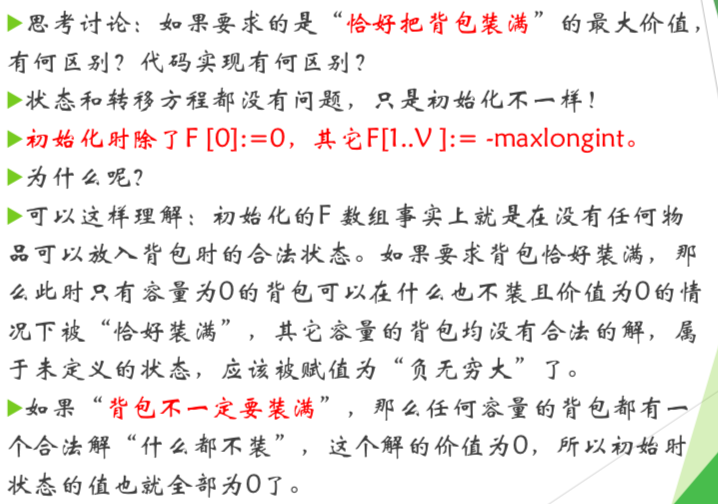 ▶思考讨论：如果要求的是“恰好把背包装满”的最大价值，
有何区别？代码实现有何区别？
▶状态和转移方程都没有问题，只是初始化不一样！
▶初始化时除了F [0]:=0，其它F[1..V ]:= -maxlongint。
▶为什么呢？
▶可以这样理解：初始化的F 数组事实上就是在没有任何物
品可以放入背包时的合法状态。如果要求背包恰好装满，那
么此时只有容量为0的背包可以在什么也不装且价值为0的情
况下被“恰好装满”，其它容量的背包均没有合法的解，属
于未定义的状态，应该被赋值为“负无穷大”了。
▶如果“背包不一定要装满”，那么任何容量的背包都有一
个合法解“什么都不装”，这个解的价值为0，所以初始时
状态的值也就全部为0了。